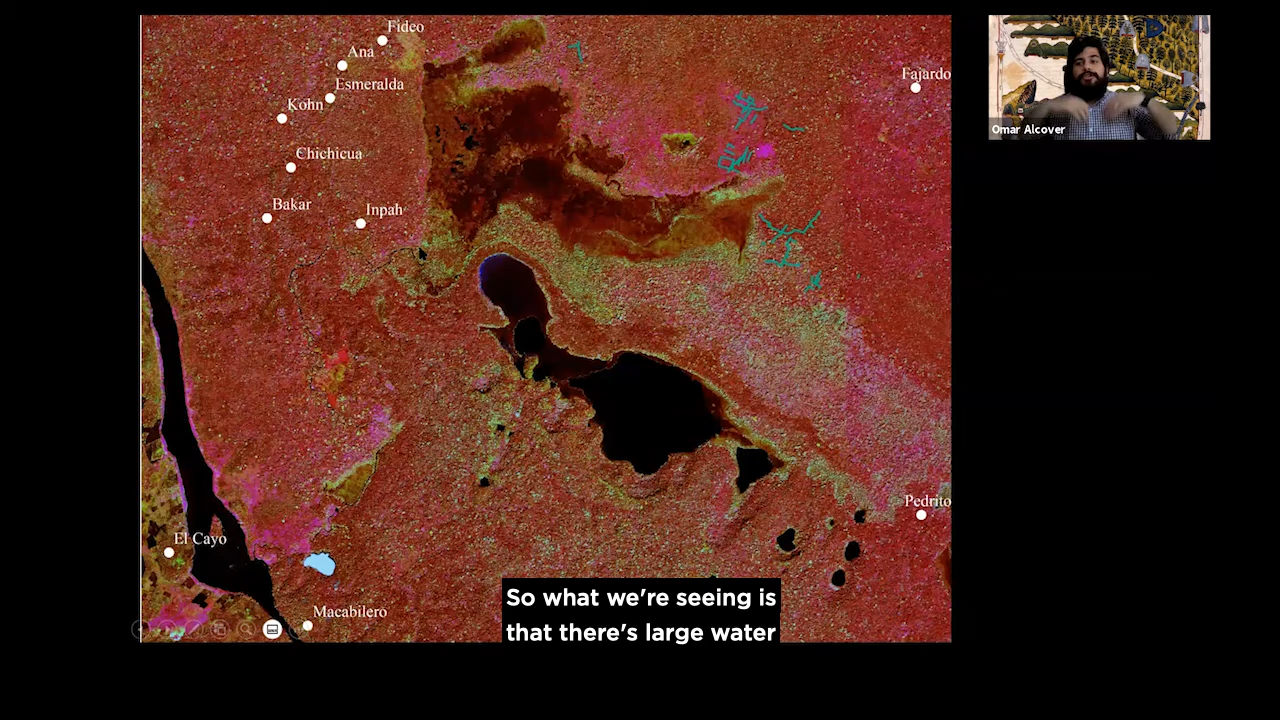 Fideo
Ana
Esmeralda
Kohn
Chichicua
Bakar
Inpah
Fajardo
Omar Alcover
Pedrito
El Cayo
Macabilero
So what we're seeing is
that there's large water